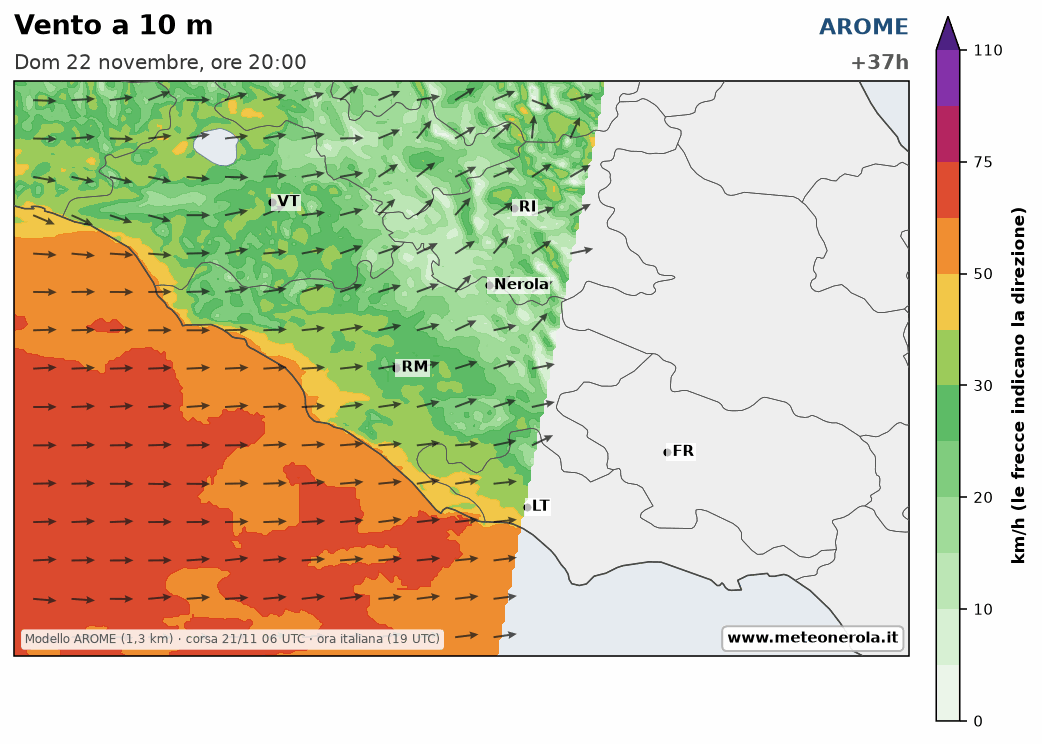 Vento a 10 m
AROME
Dom 22 novembre, ore 20:00
+37h
VT
RI
Nerola
RM
FR
LT
Modello AROME (1,3 km) · corsa 21/11 06 UTC · ora italiana (19 UTC)
www.meteonerola.it
110
75
50
30
20
10
0
km/h (le frecce indicano la direzione)